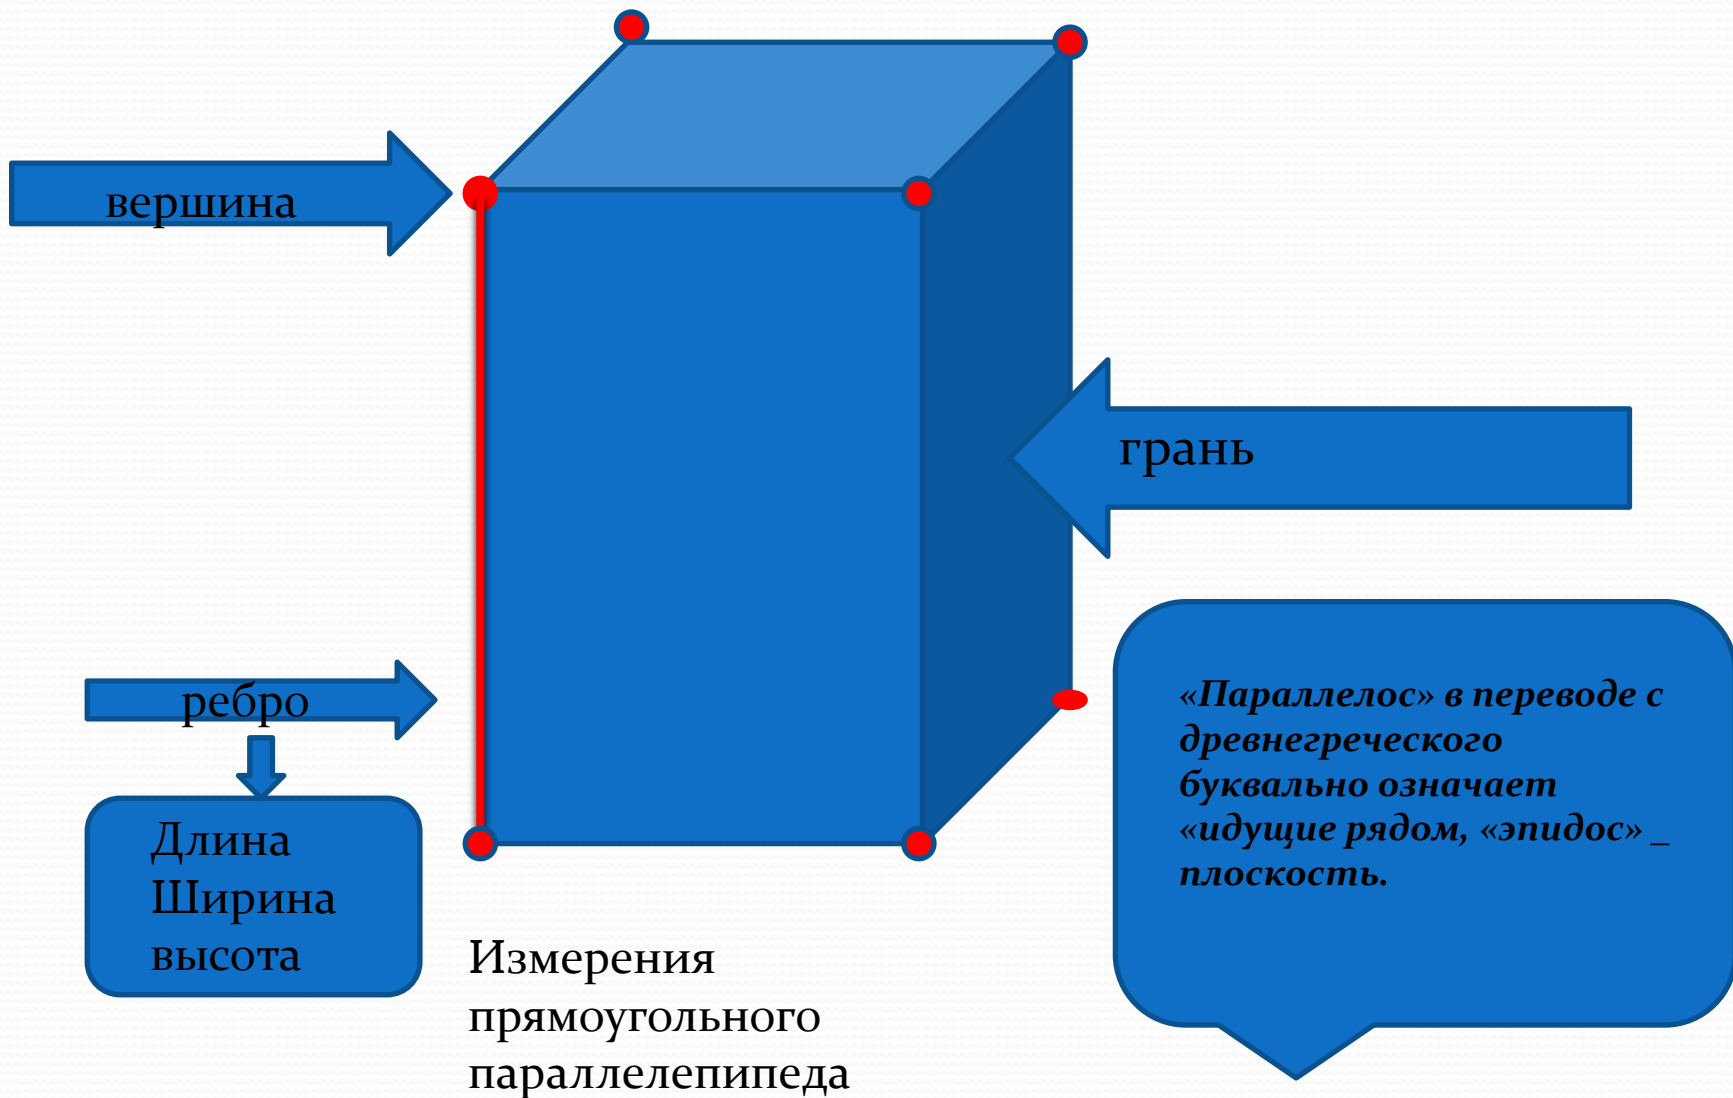 вершина
грань
ребро
Длина
Ширина
высота
Измерения
прямоугольного
параллелепипеда
«Параллелос» в переводе с
древнегреческого
буквально означает
«идущие рядом, «эпидос» _
плоскость.